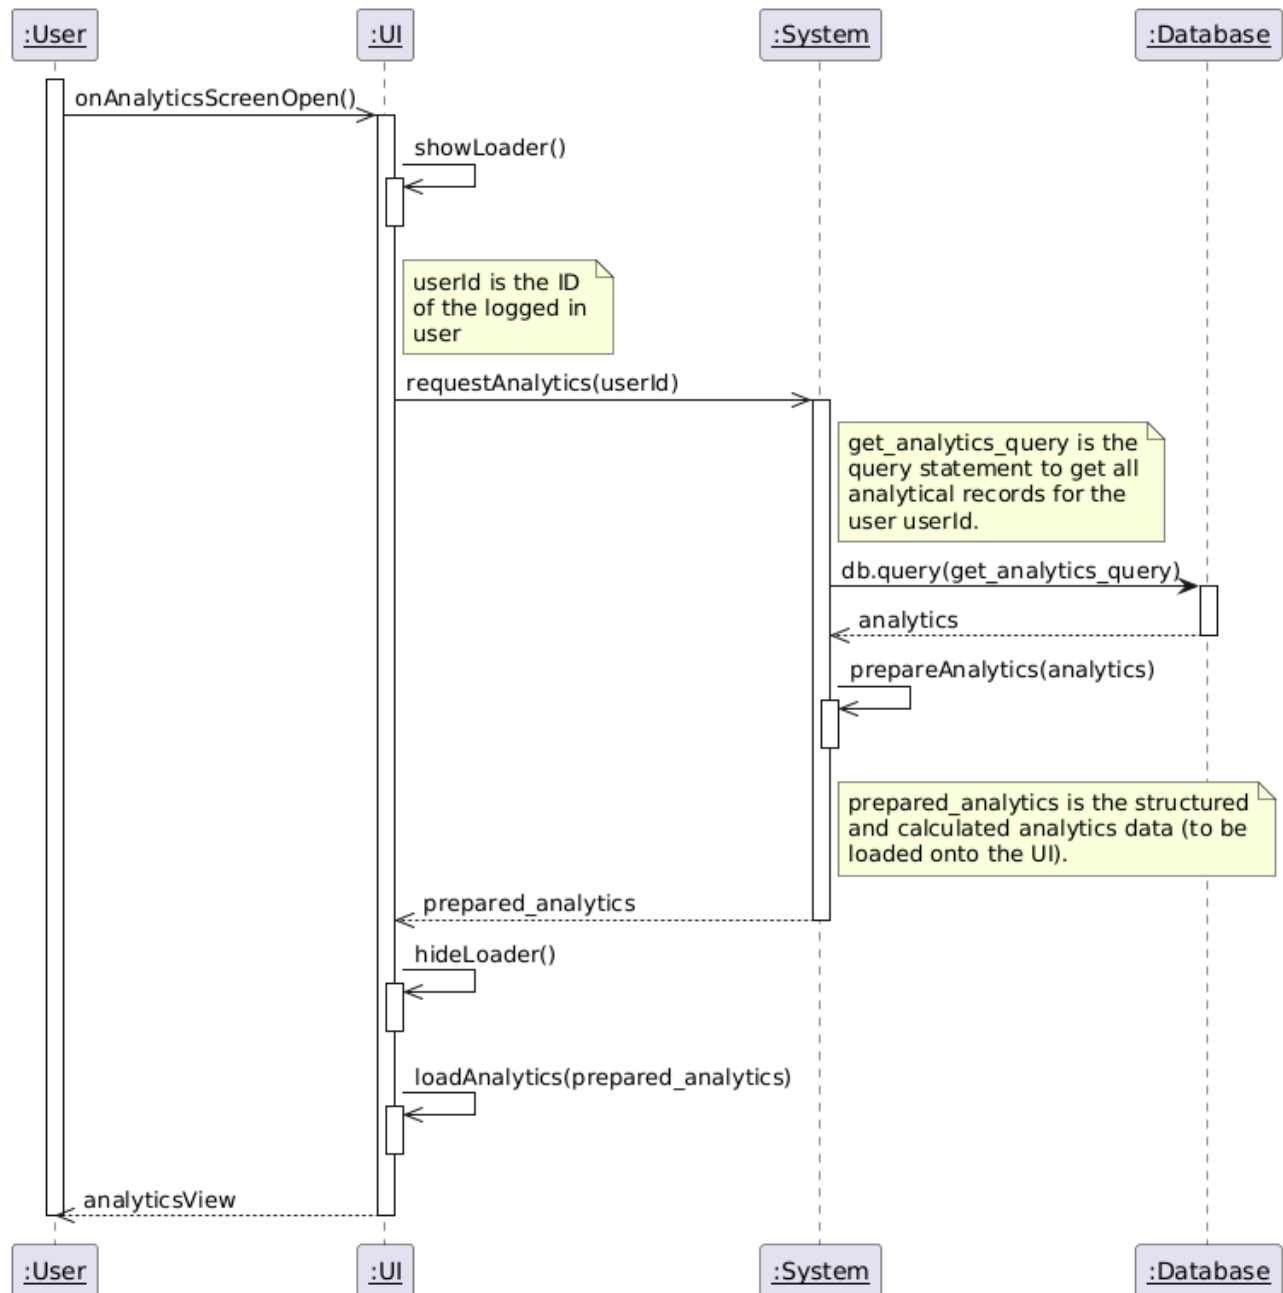 :User
:UI
:System
:Database
onAnalyticsScreenOpen()
showLoader()
userId is the ID
of the logged in
user
requestAnalytics(userId)
get_analytics_query is the
query statement to get all
analytical records for the
user userId.
db.query(get_analytics_query)
analytics
prepareAnalytics(analytics)
prepared_analytics is the structured
and calculated analytics data (to be
loaded onto the UI).
prepared_analytics
hideLoader()
loadAnalytics(prepared_analytics)
analyticsView
:User
:UI
:System
:Database